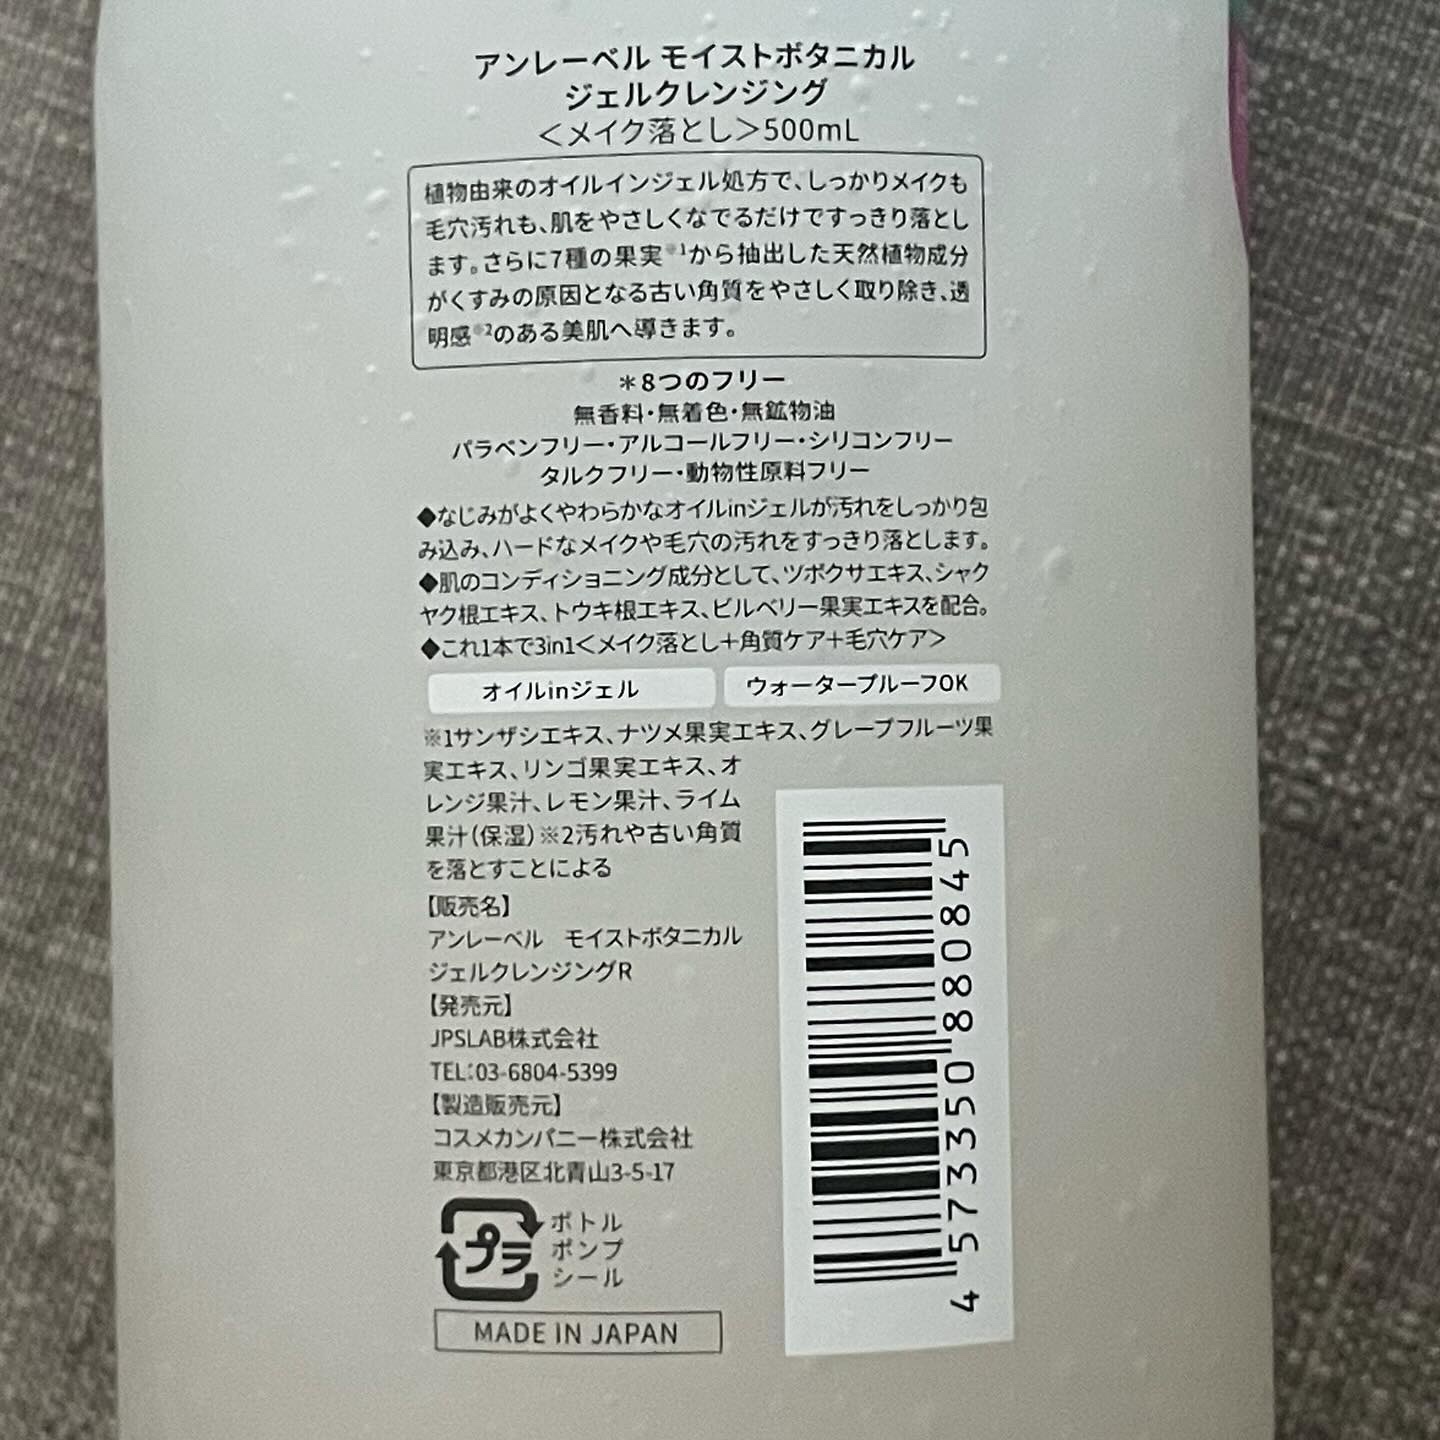 アンレーベル モイストボタニカル
ジェルクレンジング
＜メイク落とし＞500mL
植物由来のオイルインジェル処方で、しっかりメイクも
毛穴汚れも、肌をやさしくなでるだけですっきり落とし
ます。さらに7種の果実※1から抽出した天然植物成分
がくすみの原因となる古い角質をやさしく取り除き、透
明感※2のある美肌へ導きます。
＊8つのフリー
無香料・無着色・無鉱物油
パラベンフリー・アルコールフリー・シリコンフリー
タルクフリー・動物性原料フリー
◆なじみがよくやわらかなオイルinジェルが汚れをしっかり包
み込み、ハードなメイクや毛穴の汚れをすっきり落とします。
◆肌のコンディショニング成分として、ツボクサエキス、シャク
ヤク根エキス、トウキ根エキス、ビルベリー果実エキスを配合。
◆これ1本で3in1＜メイク落とし＋角質ケア＋毛穴ケア＞
オイルinジェル
ウォータープルーフOK
※1サンザシエキス、ナツメ果実エキス、グレープフルーツ果
実エキス、リンゴ果実エキス、オ
レンジ果汁、レモン果汁、ライム
果汁（保湿）※2汚れや古い角質
を落とすことによる
【販売名】
アンレーベル　モイストボタニカル
ジェルクレンジングR
【発売元】
JPSLAB株式会社
TEL:03-6804-5399
【製造販売元】
コスメカンパニー株式会社
東京都港区北青山3-5-17
プラ
ボトル
ポンプ
シール
MADE IN JAPAN
4573350880845